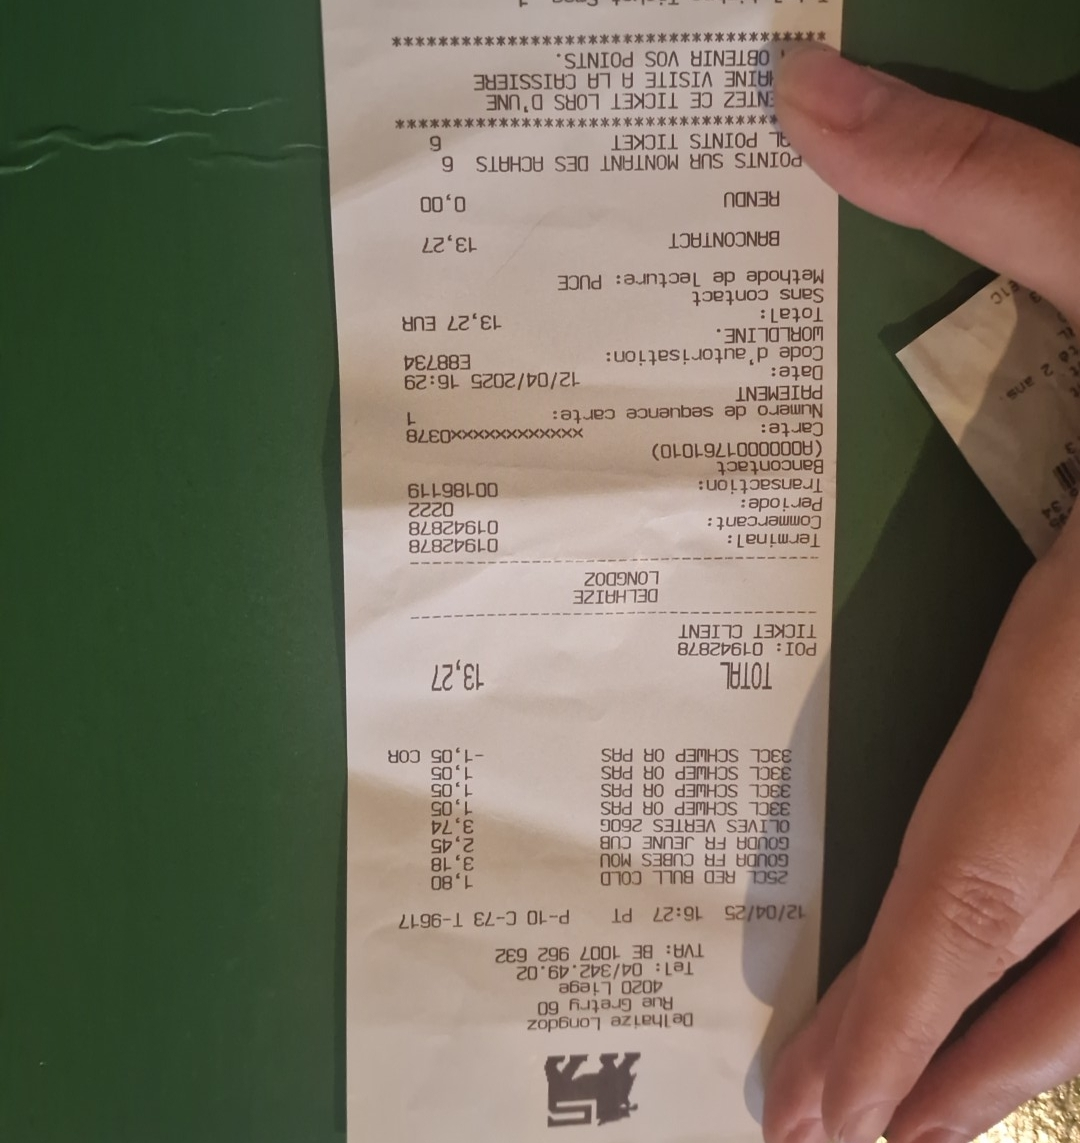 Delhaize Longdoz
Rue Gretry 60
4020 Liege
Tel: 04/342.49.02
TVA: BE 1007 962 632
12/04/25 16:27 PT P-10 C-73 T-9617
25CL RED BULL COLD 1,80
GOUDA FR CUBES MOU 3,18
GOUDA FR JEUNE CUB 2,45
OLIVES VERTES 260G 3,74
33CL SCHWEP OR PAS 1,05
33CL SCHWEP OR PAS 1,05
33CL SCHWEP OR PAS 1,05
33CL SCHWEP OR PAS -1,05 COR
TOTAL 13,27
POI: 01942878
TICKET CLIENT
DELHAIZE
LONGDOZ
Terminal: 01942878
Commercant: 01942878
Periode: 0222
Transaction: 00186119
Bancontact
(A0000001761010)
Carte: xxxxxxxxxxxxx0378
Numero de sequence carte: 1
PAIEMENT
Date: 12/04/2025 16:29
Code d'autorisation: E88734
WORLDLINE.
Total: 13,27 EUR
Sans contact
Methode de lecture: PUCE
BANCONTACT 13,27
RENDU 0,00
POINTS SUR MONTANT DES ACHATS 6
AL POINTS TICKET 6
****************************************
ENTEZ CE TICKET LORS D'UNE
HAINE VISITE A LA CAISSIERE
OBTENIR VOS POINTS.
****************************************
2 ans.